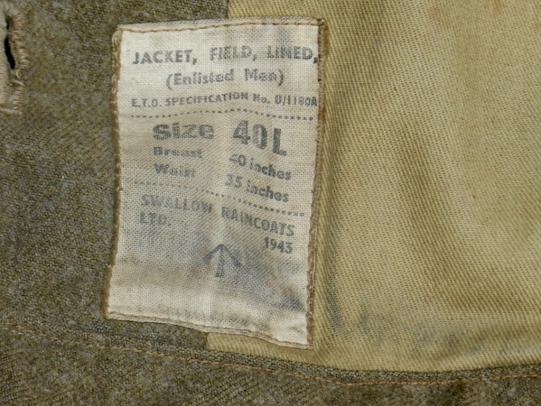 JACKET, FIELD, LINED,
(Enlisted Men)
E.T.O. SPECIFICATION No. U/1180A
Size 40L
Breast 40 inches
Waist 35 inches
SWALLOW RAINCOATS
LTD. 1943